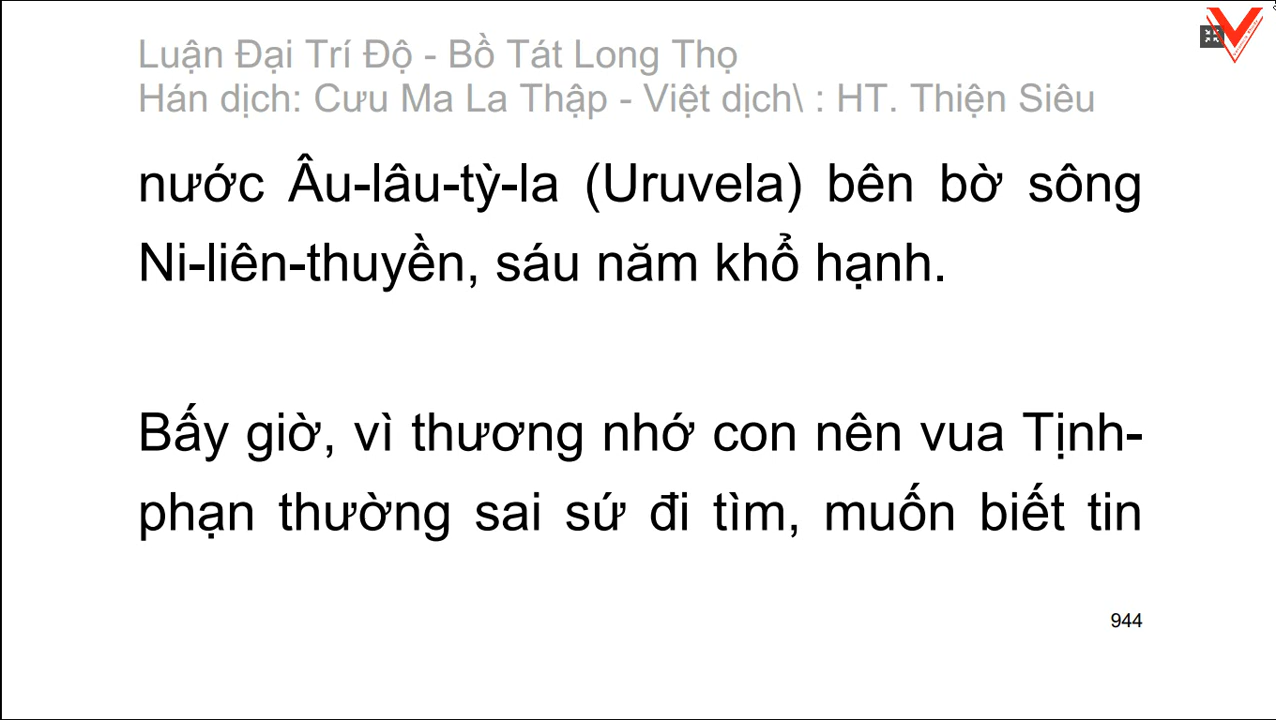 Luận Đại Trí Độ - Bồ Tát Long Thọ
Hán dịch: Cưu Ma La Thập - Việt dịch\ : HT. Thiện Siêu
nước Âu-lâu-tỳ-la (Uruvela) bên bờ sông
Ni-liên-thuyền, sáu năm khổ hạnh.
Bấy giờ, vì thương nhớ con nên vua Tịnh-
phạn thường sai sứ đi tìm, muốn biết tin
944